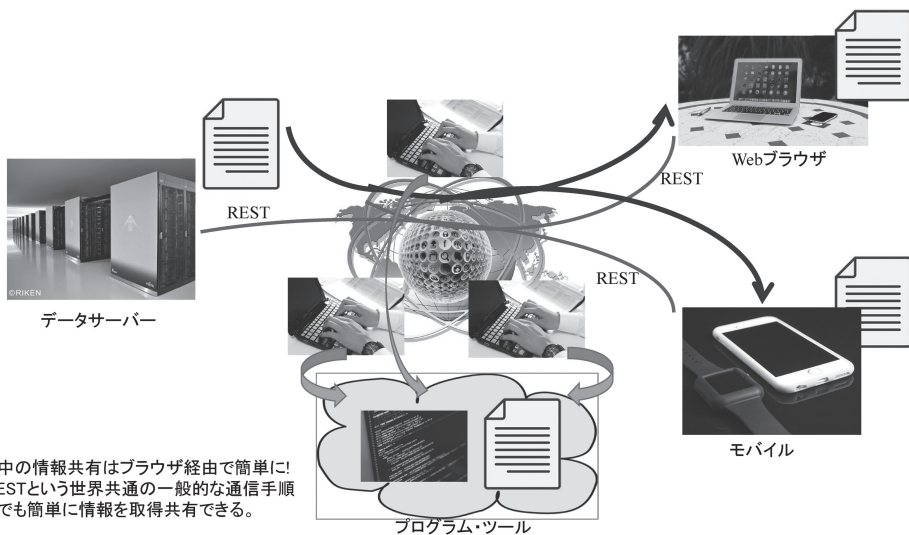 Webブラウザ
REST
REST
©RIKEN
REST
データサーバー
モバイル
中の情報共有はブラウザ経由で簡単に!
ESTという世界共通の一般的な通信手順
でも簡単に情報を取得共有できる。
プログラム・ツール